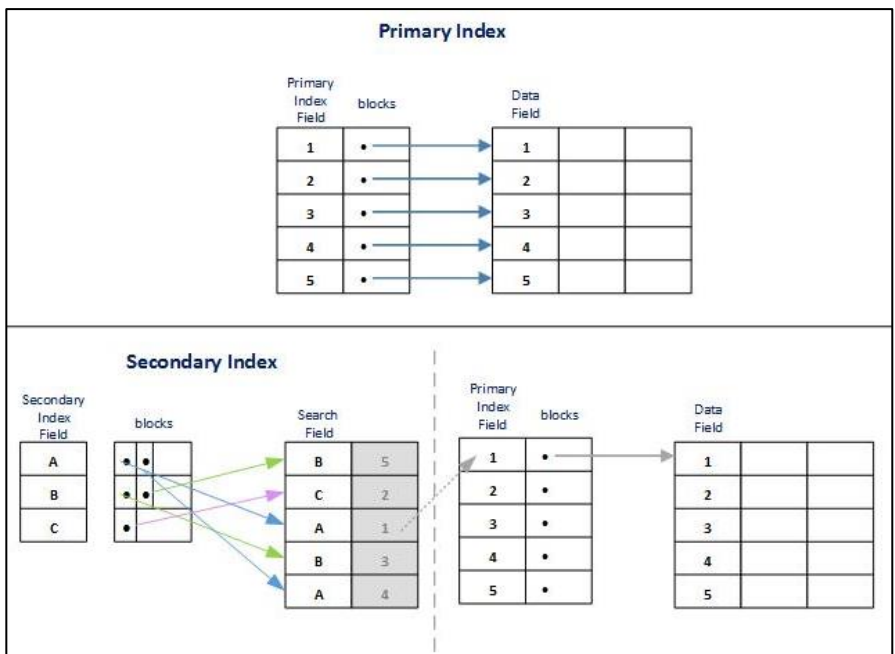 Primary Index
Primary
Index
Field
blocks
Data
Field
1 • 1
2 • 2
3 • 3
4 • 4
5 • 5
Secondary Index
Secondary
Index
Field
blocks
Search
Field
Primary
Index
Field
blocks
Data
Field
A
B
C
B 5
C 2
A 1
B 3
A 4
1 •
2 •
3 •
4 •
5 •
1
2
3
4
5